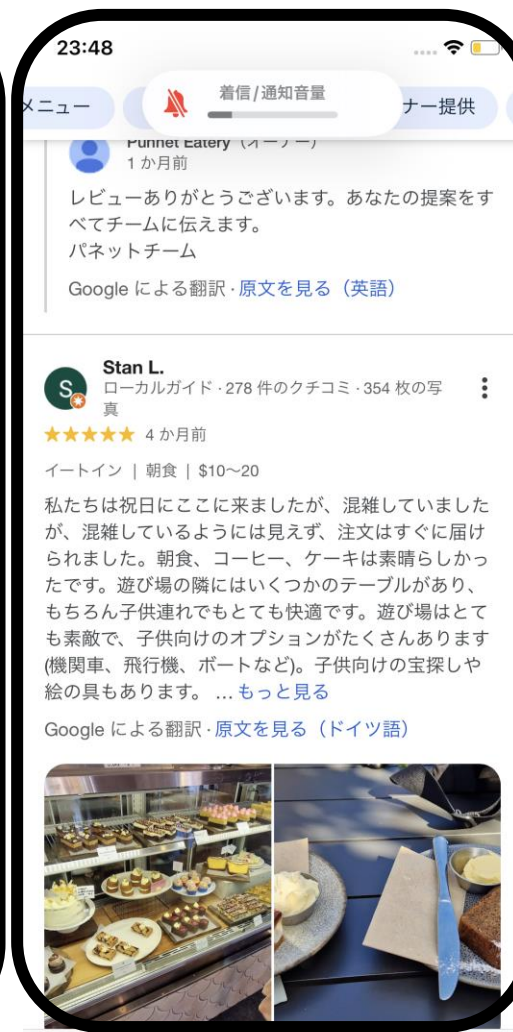 23:48
着信/通知音量
メニュー
ナー提供
Punnet Eatery（オーナー）
1 か月前
レビューありがとうございます。あなたの提案をす
べてチームに伝えます。
パネットチーム
Google による翻訳 · 原文を見る（英語）
Stan L.
S
ローカルガイド · 278 件のクチコミ · 354 枚の写
真
★★★★★ 4 か月前
イートイン | 朝食 | $10〜20
私たちは祝日にここに来ましたが、混雑していました
が、混雑しているようには見えず、注文はすぐに届け
られました。朝食、コーヒー、ケーキは素晴らしかっ
たです。遊び場の隣にはいくつかのテーブルがあり、
もちろん子供連れでもとても快適です。遊び場はとて
も素敵で、子供向けのオプションがたくさんあります
(機関車、飛行機、ボートなど)。子供向けの宝探しや
絵の具もあります。 … もっと見る
Google による翻訳 · 原文を見る（ドイツ語）